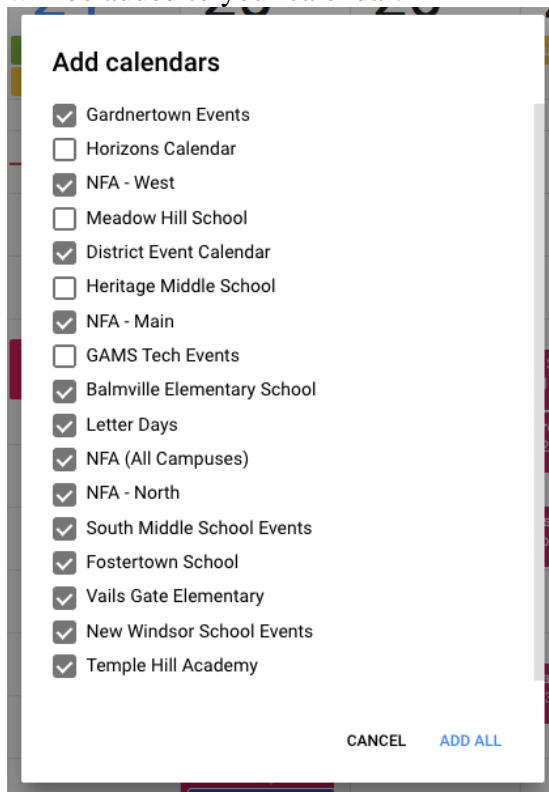 Add calendars
Gardnertown Events
Horizons Calendar
NFA - West
Meadow Hill School
District Event Calendar
Heritage Middle School
NFA - Main
GAMS Tech Events
Balmville Elementary School
Letter Days
NFA (All Campuses)
NFA - North
South Middle School Events
Fostertown School
Vails Gate Elementary
New Windsor School Events
Temple Hill Academy
CANCEL ADD ALL